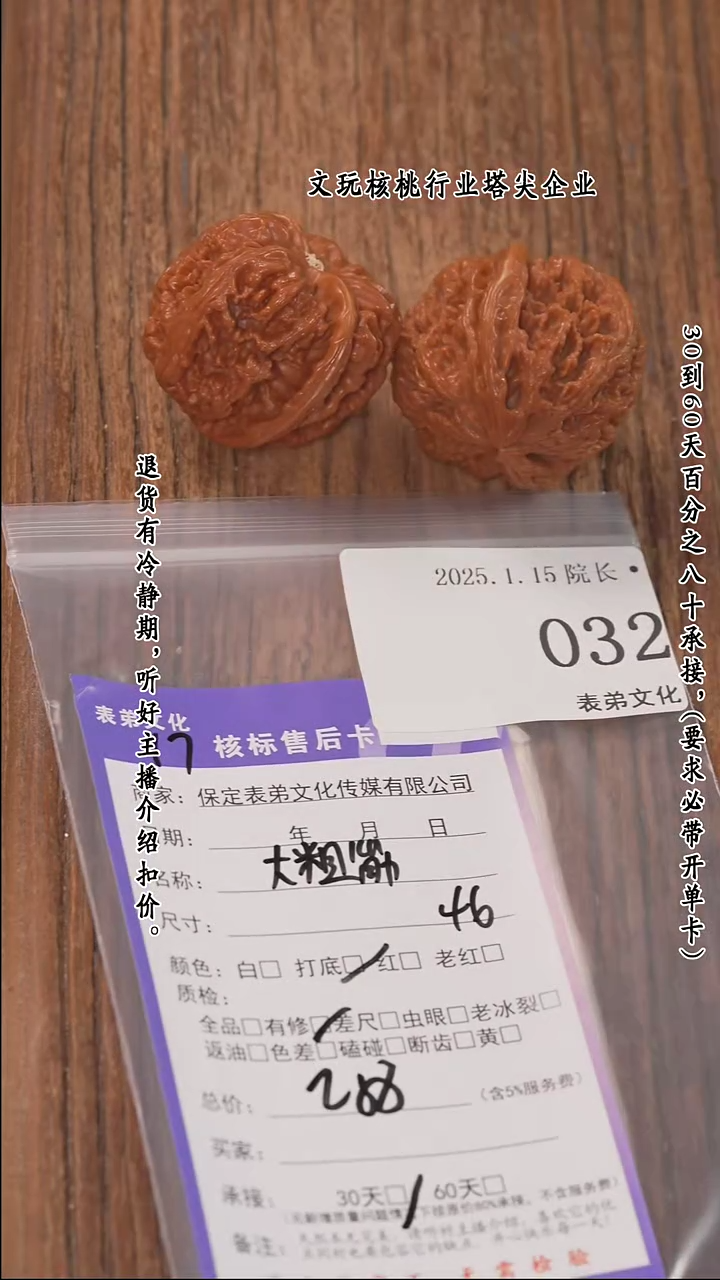 文玩核桃行业塔尖企业
30到60天百分之八十承接，（要求必带开单卡）
退货有冷静期，听好主播介绍扣价。
2025.1.15 院长
032
表弟文化
表弟文化
17
核标售后卡
商家：保定表弟文化传媒有限公司
日期： 年 月 日
名称： 大粗筋
尺寸： 46
颜色：白□ 打底□ 红□ 老红□
质检：
全品□有修□差尺□虫眼□老冰裂□
返油□色差□磕碰□断齿□黄□
总价： 288 （含5%服务费）
买家：
承接： 30天□ 60天□
备注：